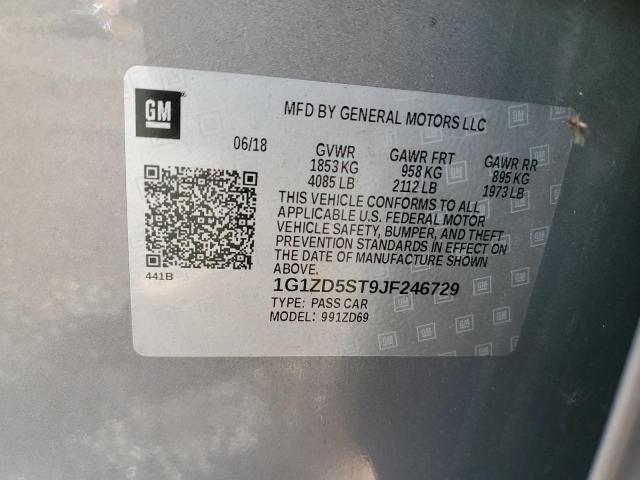 GM
MFD BY GENERAL MOTORS LLC
06/18 GVWR GAWR FRT GAWR RR
1853 KG 958 KG 895 KG
4085 LB 2112 LB 1973 LB
THIS VEHICLE CONFORMS TO ALL
APPLICABLE U.S. FEDERAL MOTOR
VEHICLE SAFETY, BUMPER, AND THEFT
PREVENTION STANDARDS IN EFFECT ON
THE DATE OF MANUFACTURE SHOWN
ABOVE.
441B
1G1ZD5ST9JF246729
TYPE: PASS CAR
MODEL: 991ZD69